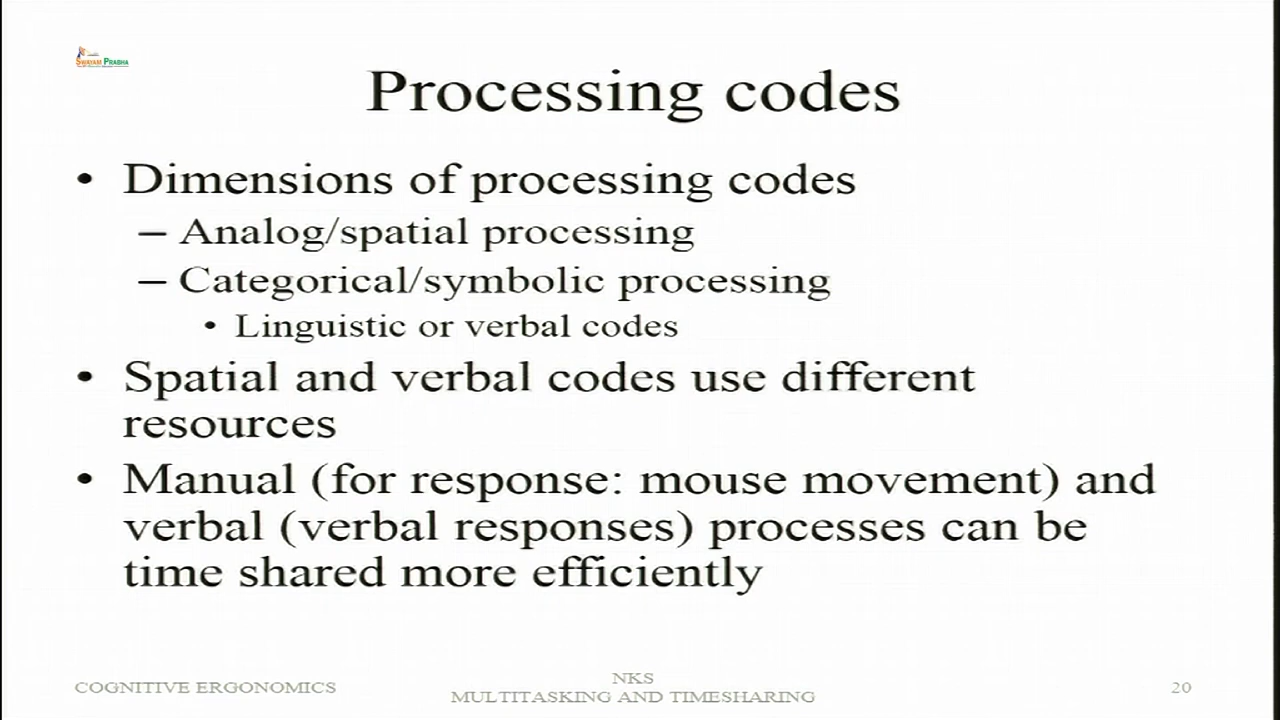 SWAYAM PRABHA
Processing codes
• Dimensions of processing codes
– Analog/spatial processing
– Categorical/symbolic processing
• Linguistic or verbal codes
• Spatial and verbal codes use different
resources
• Manual (for response: mouse movement) and
verbal (verbal responses) processes can be
time shared more efficiently
COGNITIVE ERGONOMICS
NKS
MULTITASKING AND TIMESHARING
20